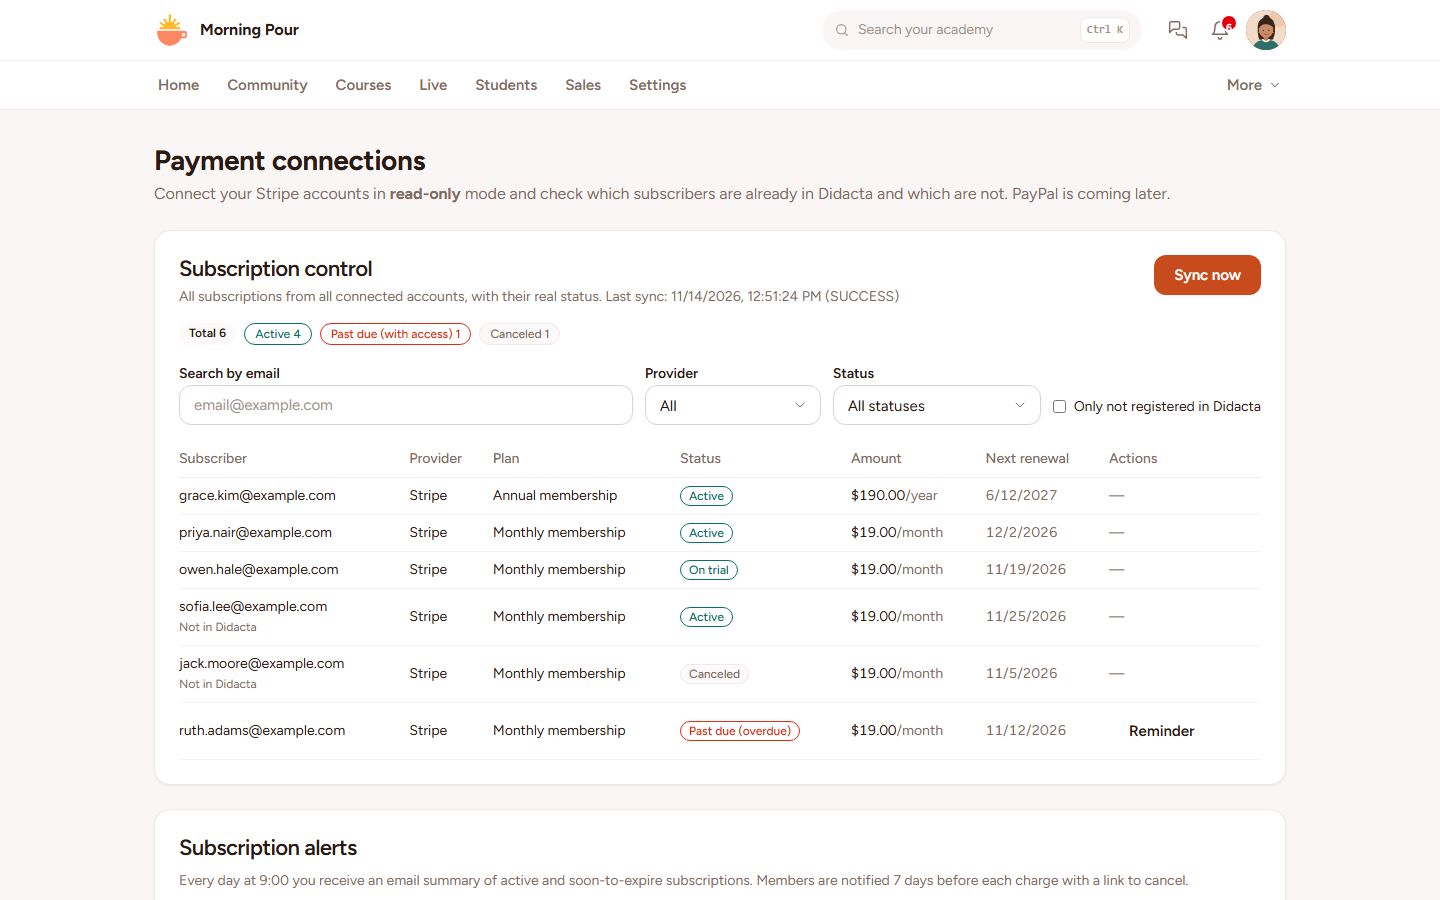 Morning Pour
Search your academy
Ctrl K
6
Home Community Courses Live Students Sales Settings More
Payment connections
Connect your Stripe accounts in read-only mode and check which subscribers are already in Didacta and which are not. PayPal is coming later.
Subscription control
Sync now
All subscriptions from all connected accounts, with their real status. Last sync: 11/14/2026, 12:51:24 PM (SUCCESS)
Total 6 Active 4 Past due (with access) 1 Canceled 1
Search by email Provider Status
email@example.com All All statuses Only not registered in Didacta
Subscriber Provider Plan Status Amount Next renewal Actions
grace.kim@example.com Stripe Annual membership Active $190.00/year 6/12/2027 —
priya.nair@example.com Stripe Monthly membership Active $19.00/month 12/2/2026 —
owen.hale@example.com Stripe Monthly membership On trial $19.00/month 11/19/2026 —
sofia.lee@example.com Stripe Monthly membership Active $19.00/month 11/25/2026 —
Not in Didacta
jack.moore@example.com Stripe Monthly membership Canceled $19.00/month 11/5/2026 —
Not in Didacta
ruth.adams@example.com Stripe Monthly membership Past due (overdue) $19.00/month 11/12/2026 Reminder
Subscription alerts
Every day at 9:00 you receive an email summary of active and soon-to-expire subscriptions. Members are notified 7 days before each charge with a link to cancel.